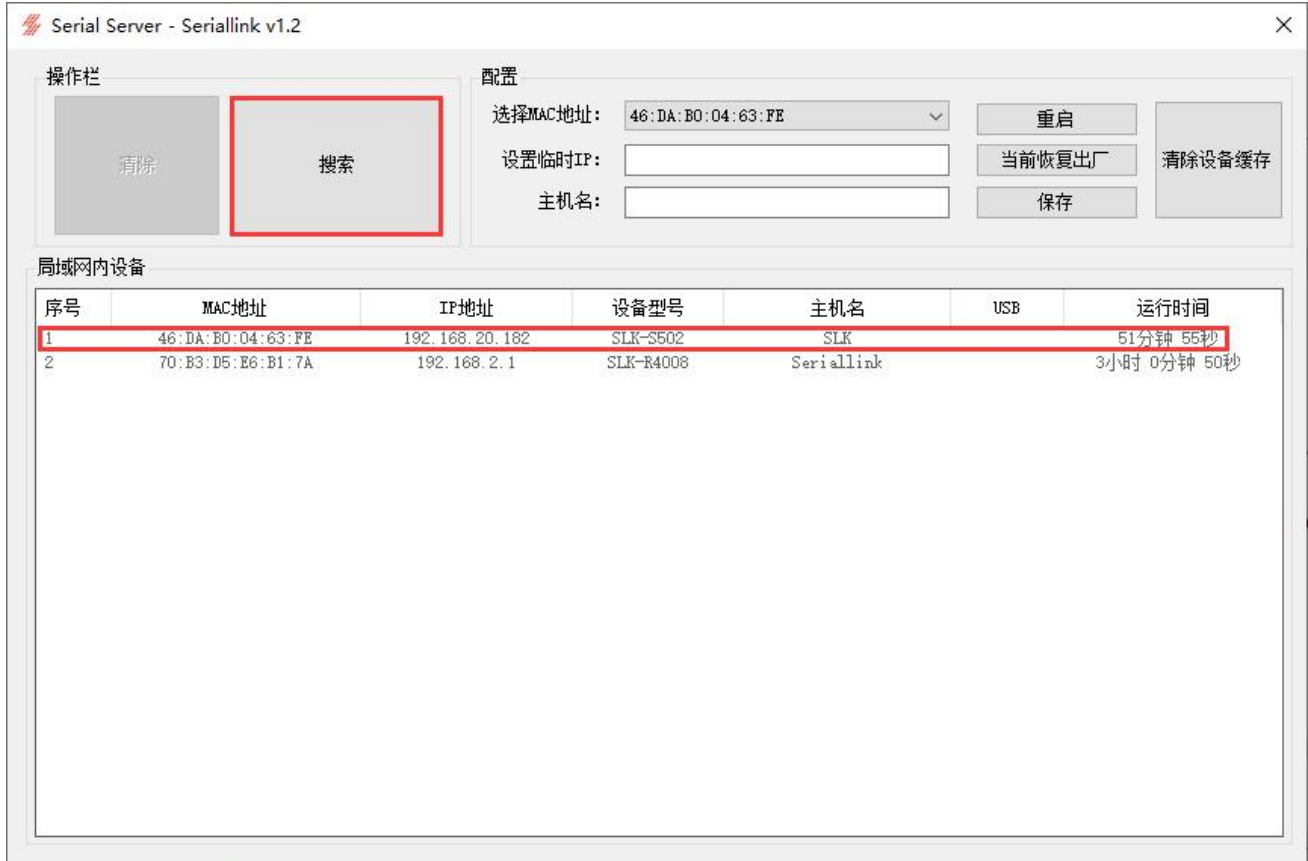 Serial Server - Seriallink v1.2
操作栏
清除
搜索
配置
选择MAC地址: 46:DA:B0:04:63:FE
重启
设置临时IP:
当前恢复出厂
主机名:
保存
清除设备缓存
局域网内设备
序号 MAC地址 IP地址 设备型号 主机名 USB 运行时间
1 46:DA:B0:04:63:FE 192.168.20.182 SLK-S502 SLK 51分钟 55秒
2 70:B3:D5:E6:B1:7A 192.168.2.1 SLK-R4008 Seriallink 3小时 0分钟 50秒